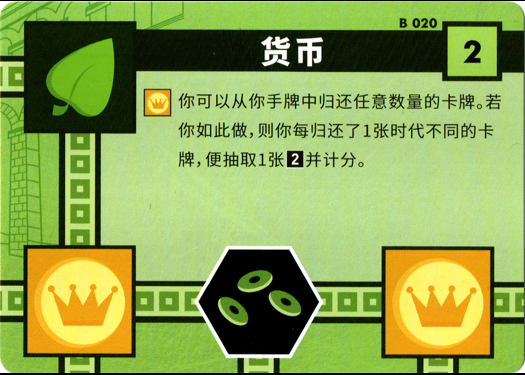 B 020
货币
2
你可以从你手牌中归还任意数量的卡牌。若
你如此做，则你每归还了1张时代不同的卡
牌，便抽取1张2并计分。